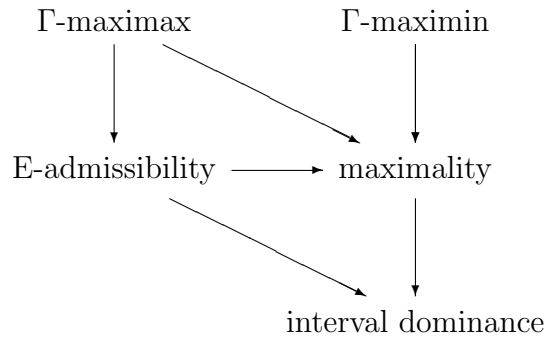 Γ-maximax Γ-maximin
E-admissibility maximality
interval dominance